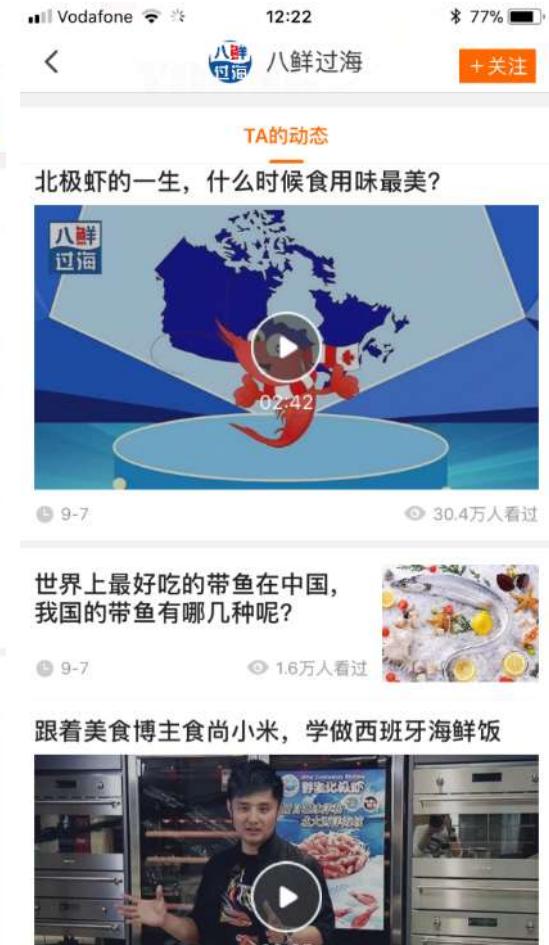 Vodafone
12:22
77%
八鲜过海
八鲜过海
+关注
TA的动态
北极虾的一生，什么时候食用味最美？
八鲜
过海
02:42
9-7
30.4万人看过
世界上最好吃的带鱼在中国，
我国的带鱼有哪几种呢？
9-7
1.6万人看过
跟着美食博主食尚小米，学做西班牙海鲜饭
野生北极虾